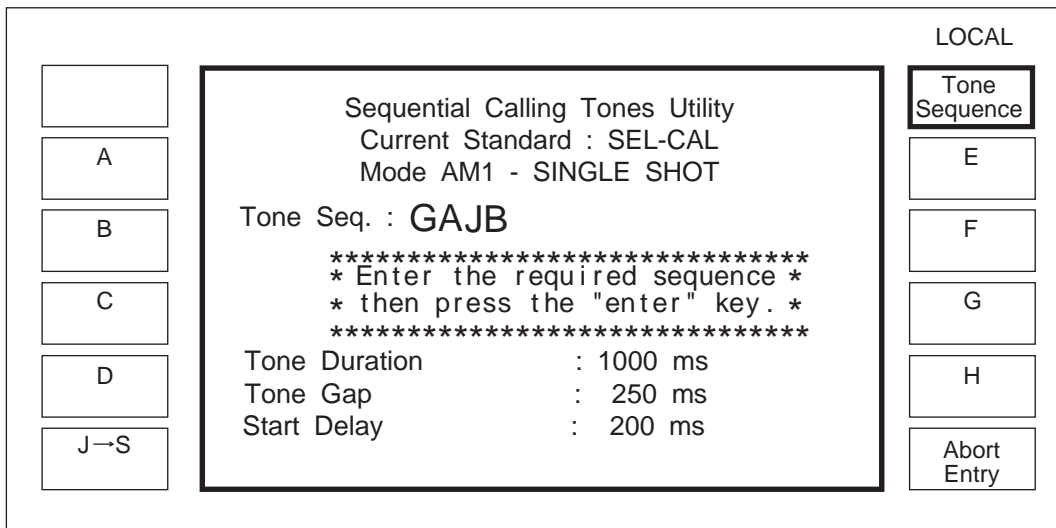 LOCAL
A
B
C
D
J→S
Sequential Calling Tones Utility
Current Standard : SEL-CAL
Mode AM1 - SINGLE SHOT
Tone Seq. : GAJB
*******************************
* Enter the required sequence *
* then press the "enter" key. *
*******************************
Tone Duration : 1000 ms
Tone Gap : 250 ms
Start Delay : 200 ms
Tone
Sequence
E
F
G
H
Abort
Entry